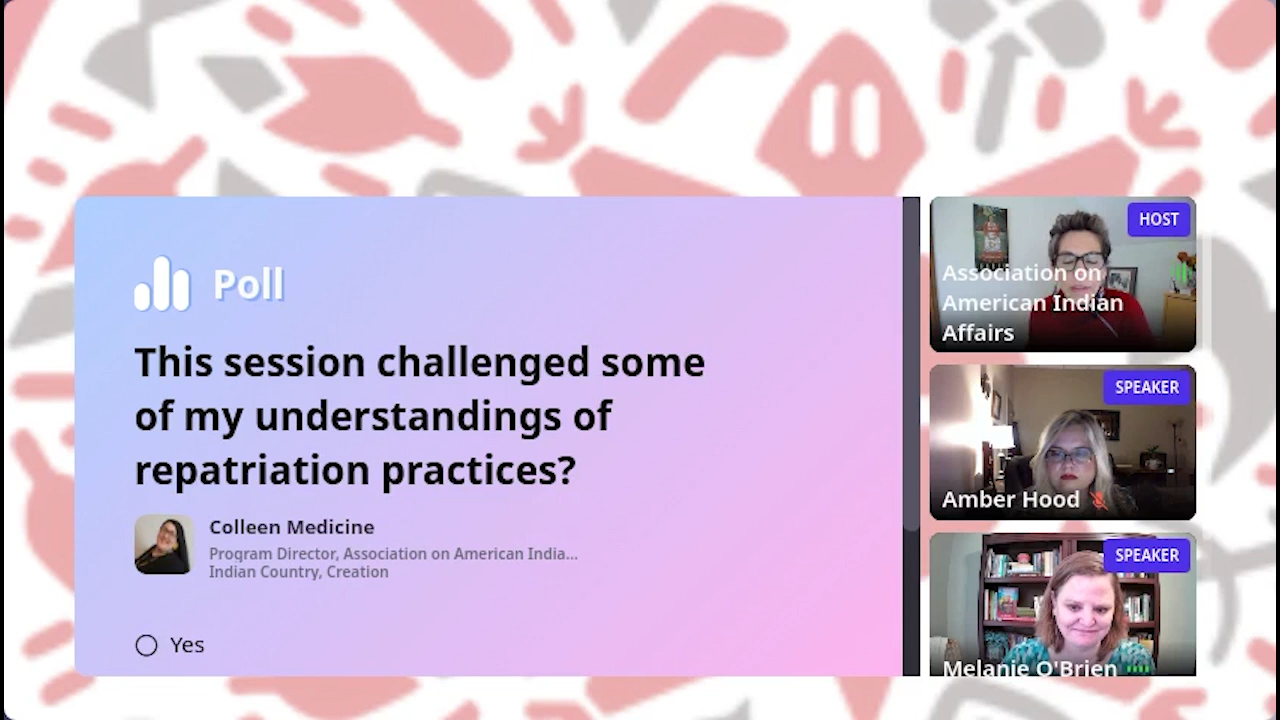 Poll
This session challenged some
of my understandings of
repatriation practices?
Colleen Medicine
Program Director, Association on American India...
Indian Country, Creation
Yes
HOST
Association on
American Indian
Affairs
SPEAKER
Amber Hood
SPEAKER
Melanie O'Brien